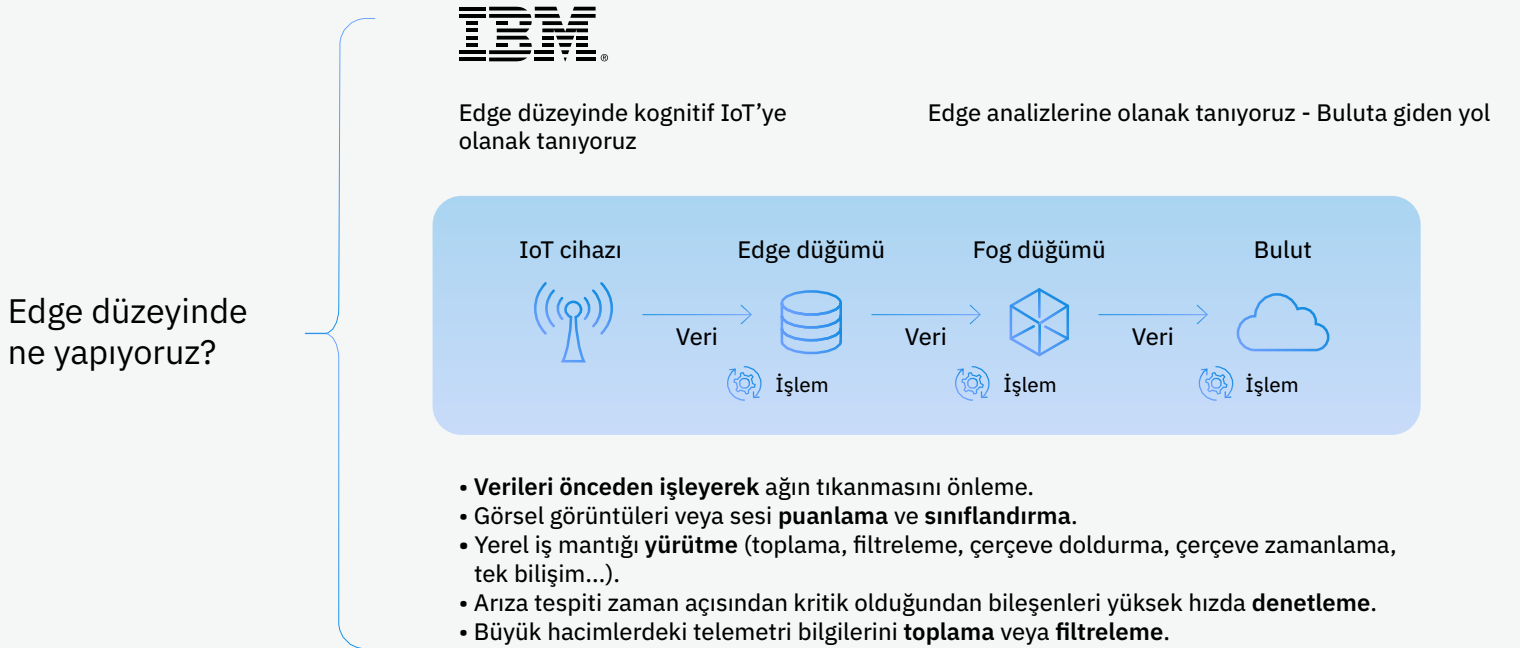 IBM®
Edge düzeyinde kognitif IoT’ye
olanak tanıyoruz
Edge analizlerine olanak tanıyoruz - Buluta giden yol
Edge düzeyinde
ne yapıyoruz?
IoT cihazı
Edge düğümü
Fog düğümü
Bulut
Veri
Veri
Veri
İşlem
İşlem
İşlem
• Verileri önceden işleyerek ağın tıkanmasını önleme.
• Görsel görüntüleri veya sesi puanlama ve sınıflandırma.
• Yerel iş mantığı yürütme (toplama, filtreleme, çerçeve doldurma, çerçeve zamanlama,
tek bilişim...).
• Arıza tespiti zaman açısından kritik olduğundan bileşenleri yüksek hızda denetleme.
• Büyük hacimlerdeki telemetri bilgilerini toplama veya filtreleme.